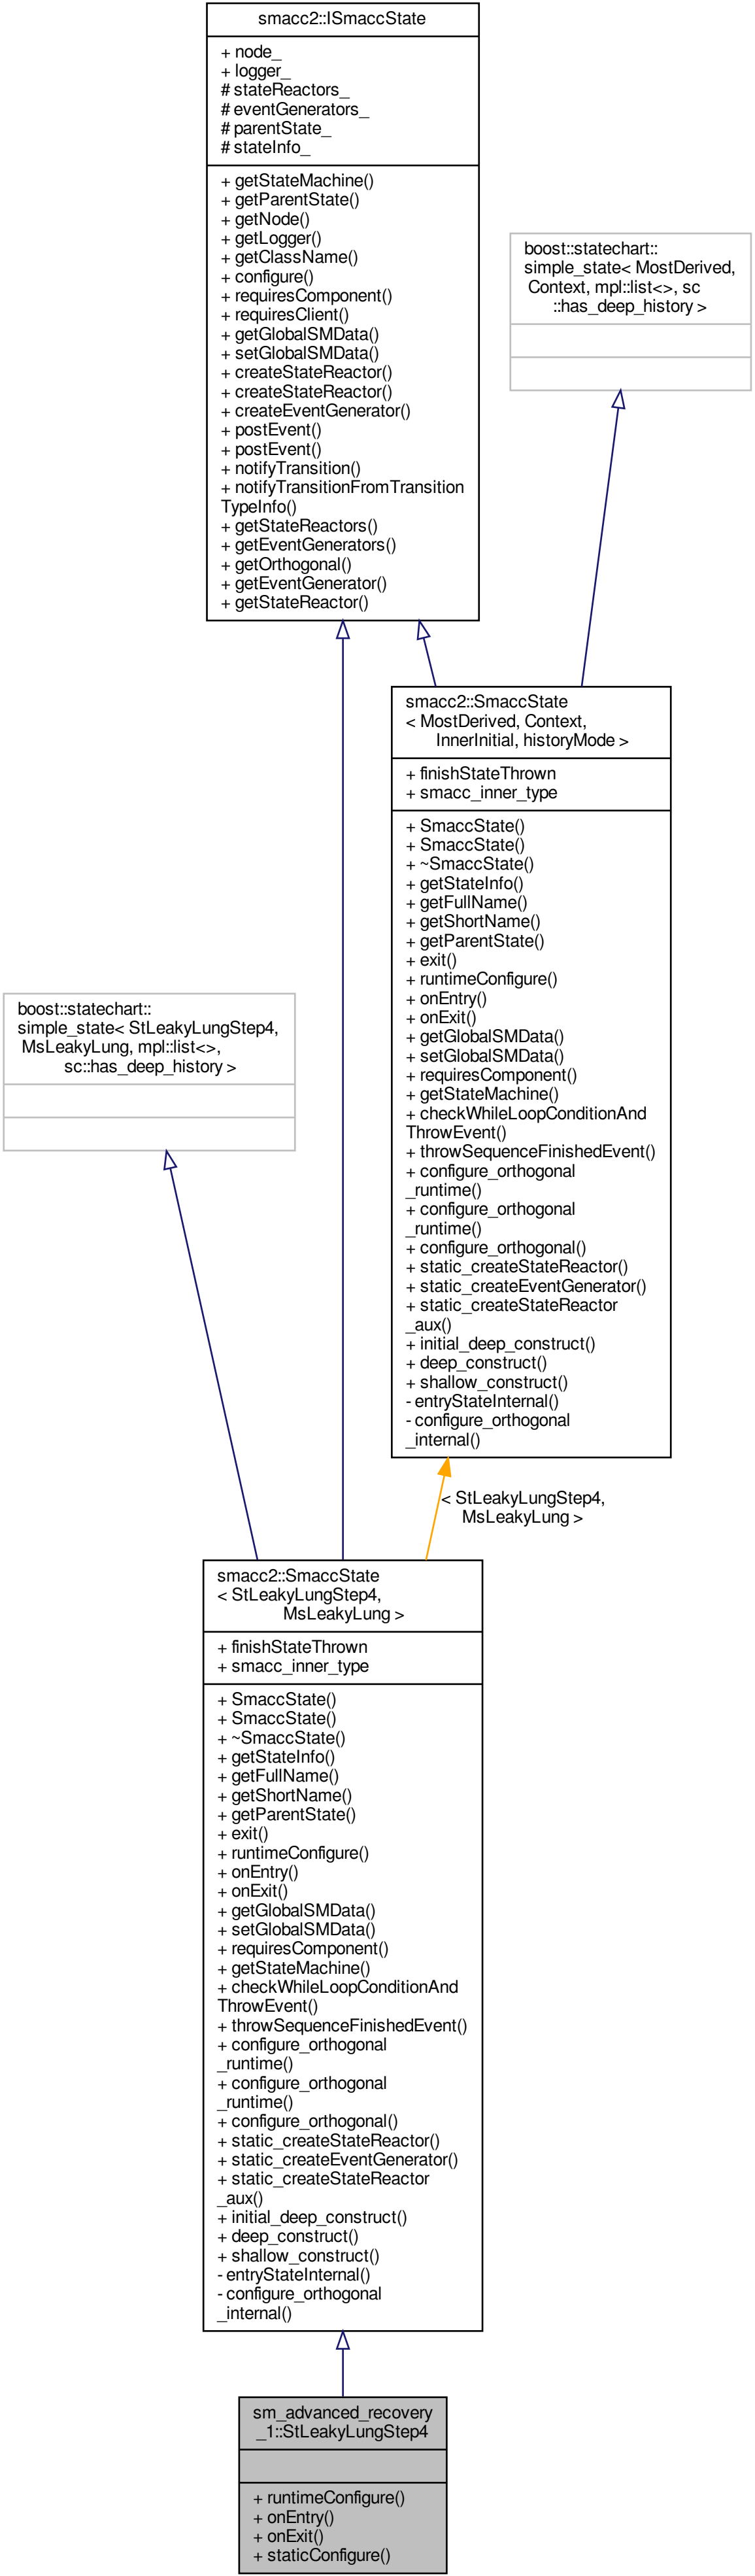 smacc2::ISmaccState
+ node_
+ logger_
# stateReactors_
# eventGenerators_
# parentState_
# stateInfo_
+ getStateMachine()
+ getParentState()
+ getNode()
+ getLogger()
+ getClassName()
+ configure()
+ requiresComponent()
+ requiresClient()
+ getGlobalSMData()
+ setGlobalSMData()
+ createStateReactor()
+ createStateReactor()
+ createEventGenerator()
+ postEvent()
+ postEvent()
+ notifyTransition()
+ notifyTransitionFromTransition
TypeInfo()
+ getStateReactors()
+ getEventGenerators()
+ getOrthogonal()
+ getEventGenerator()
+ getStateReactor()
boost::statechart::
simple_state< MostDerived,
Context, mpl::list<>, sc
::has_deep_history >
smacc2::SmaccState
< MostDerived, Context,
InnerInitial, historyMode >
+ finishStateThrown
+ smacc_inner_type
+ SmaccState()
+ SmaccState()
+ ~SmaccState()
+ getStateInfo()
+ getFullName()
+ getShortName()
+ getParentState()
+ exit()
+ runtimeConfigure()
+ onEntry()
+ onExit()
+ getGlobalSMData()
+ setGlobalSMData()
+ requiresComponent()
+ getStateMachine()
+ checkWhileLoopConditionAnd
ThrowEvent()
+ throwSequenceFinishedEvent()
+ configure_orthogonal
_runtime()
+ configure_orthogonal
_runtime()
+ configure_orthogonal()
+ static_createStateReactor()
+ static_createEventGenerator()
+ static_createStateReactor
_aux()
+ initial_deep_construct()
+ deep_construct()
+ shallow_construct()
- entryStateInternal()
- configure_orthogonal
_internal()
boost::statechart::
simple_state< StLeakyLungStep4,
MsLeakyLung, mpl::list<>,
sc::has_deep_history >
< StLeakyLungStep4,
MsLeakyLung >
smacc2::SmaccState
< StLeakyLungStep4,
MsLeakyLung >
+ finishStateThrown
+ smacc_inner_type
+ SmaccState()
+ SmaccState()
+ ~SmaccState()
+ getStateInfo()
+ getFullName()
+ getShortName()
+ getParentState()
+ exit()
+ runtimeConfigure()
+ onEntry()
+ onExit()
+ getGlobalSMData()
+ setGlobalSMData()
+ requiresComponent()
+ getStateMachine()
+ checkWhileLoopConditionAnd
ThrowEvent()
+ throwSequenceFinishedEvent()
+ configure_orthogonal
_runtime()
+ configure_orthogonal
_runtime()
+ configure_orthogonal()
+ static_createStateReactor()
+ static_createEventGenerator()
+ static_createStateReactor
_aux()
+ initial_deep_construct()
+ deep_construct()
+ shallow_construct()
- entryStateInternal()
- configure_orthogonal
_internal()
sm_advanced_recovery
_1::StLeakyLungStep4
+ runtimeConfigure()
+ onEntry()
+ onExit()
+ staticConfigure()